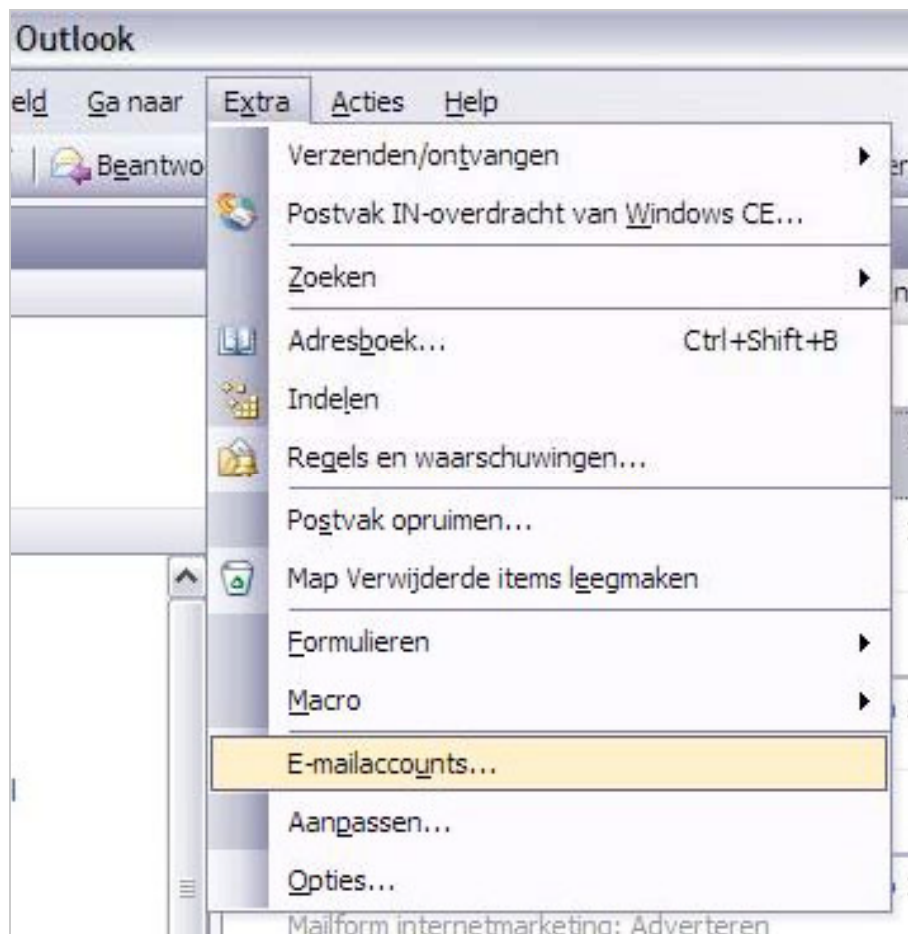 Outlook
Ga naar Extra Acties Help
Beantwo
Verzenden/ontvangen
Postvak IN-overdracht van Windows CE...
Zoeken
Adresboek... Ctrl+Shift+B
Indelen
Regels en waarschuwingen...
Postvak opruimen...
Map Verwijderde items leegmaken
Formulieren
Macro
E-mailaccounts...
Aanpassen...
Opties...
Mailform internetmarketing: Adverteren